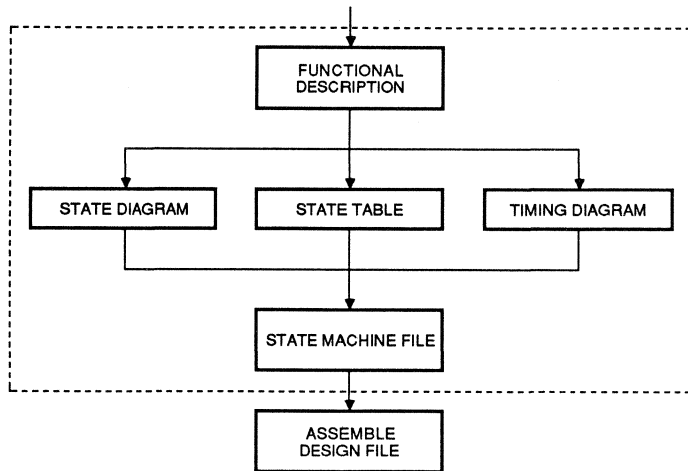 FUNCTIONAL
DESCRIPTION
STATE DIAGRAM
STATE TABLE
TIMING DIAGRAM
STATE MACHINE FILE
ASSEMBLE
DESIGN FILE